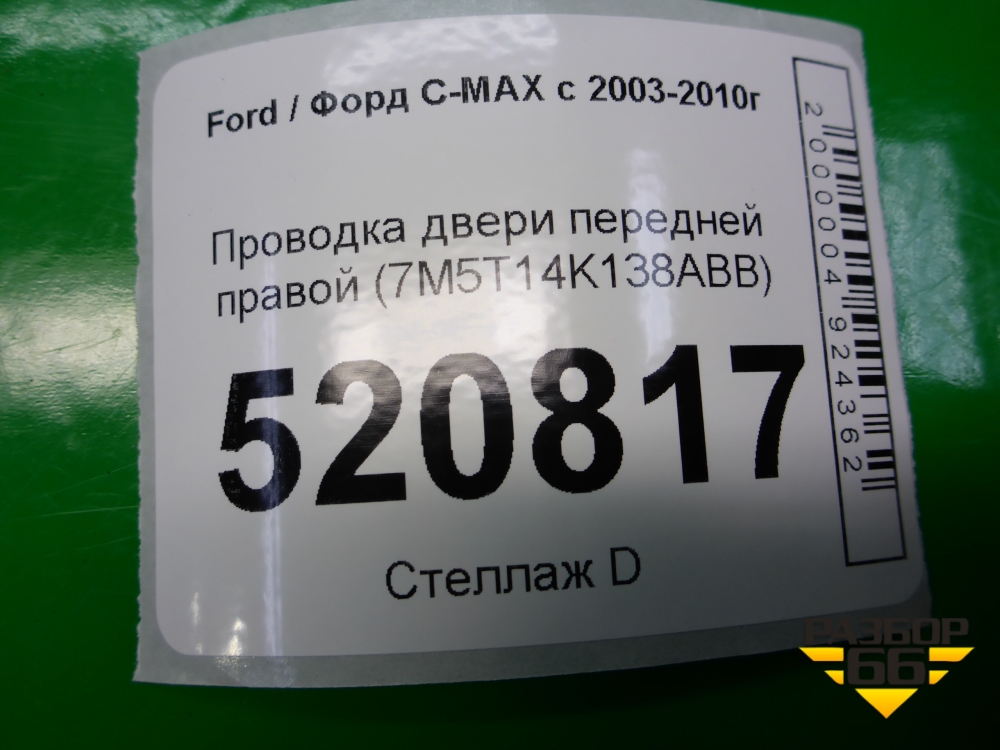 Ford / Форд C-MAX с 2003-2010г
Проводка двери передней
правой (7M5T14K138ABB)
520817
Стеллаж D
2000004924362
РАЗБОР
66